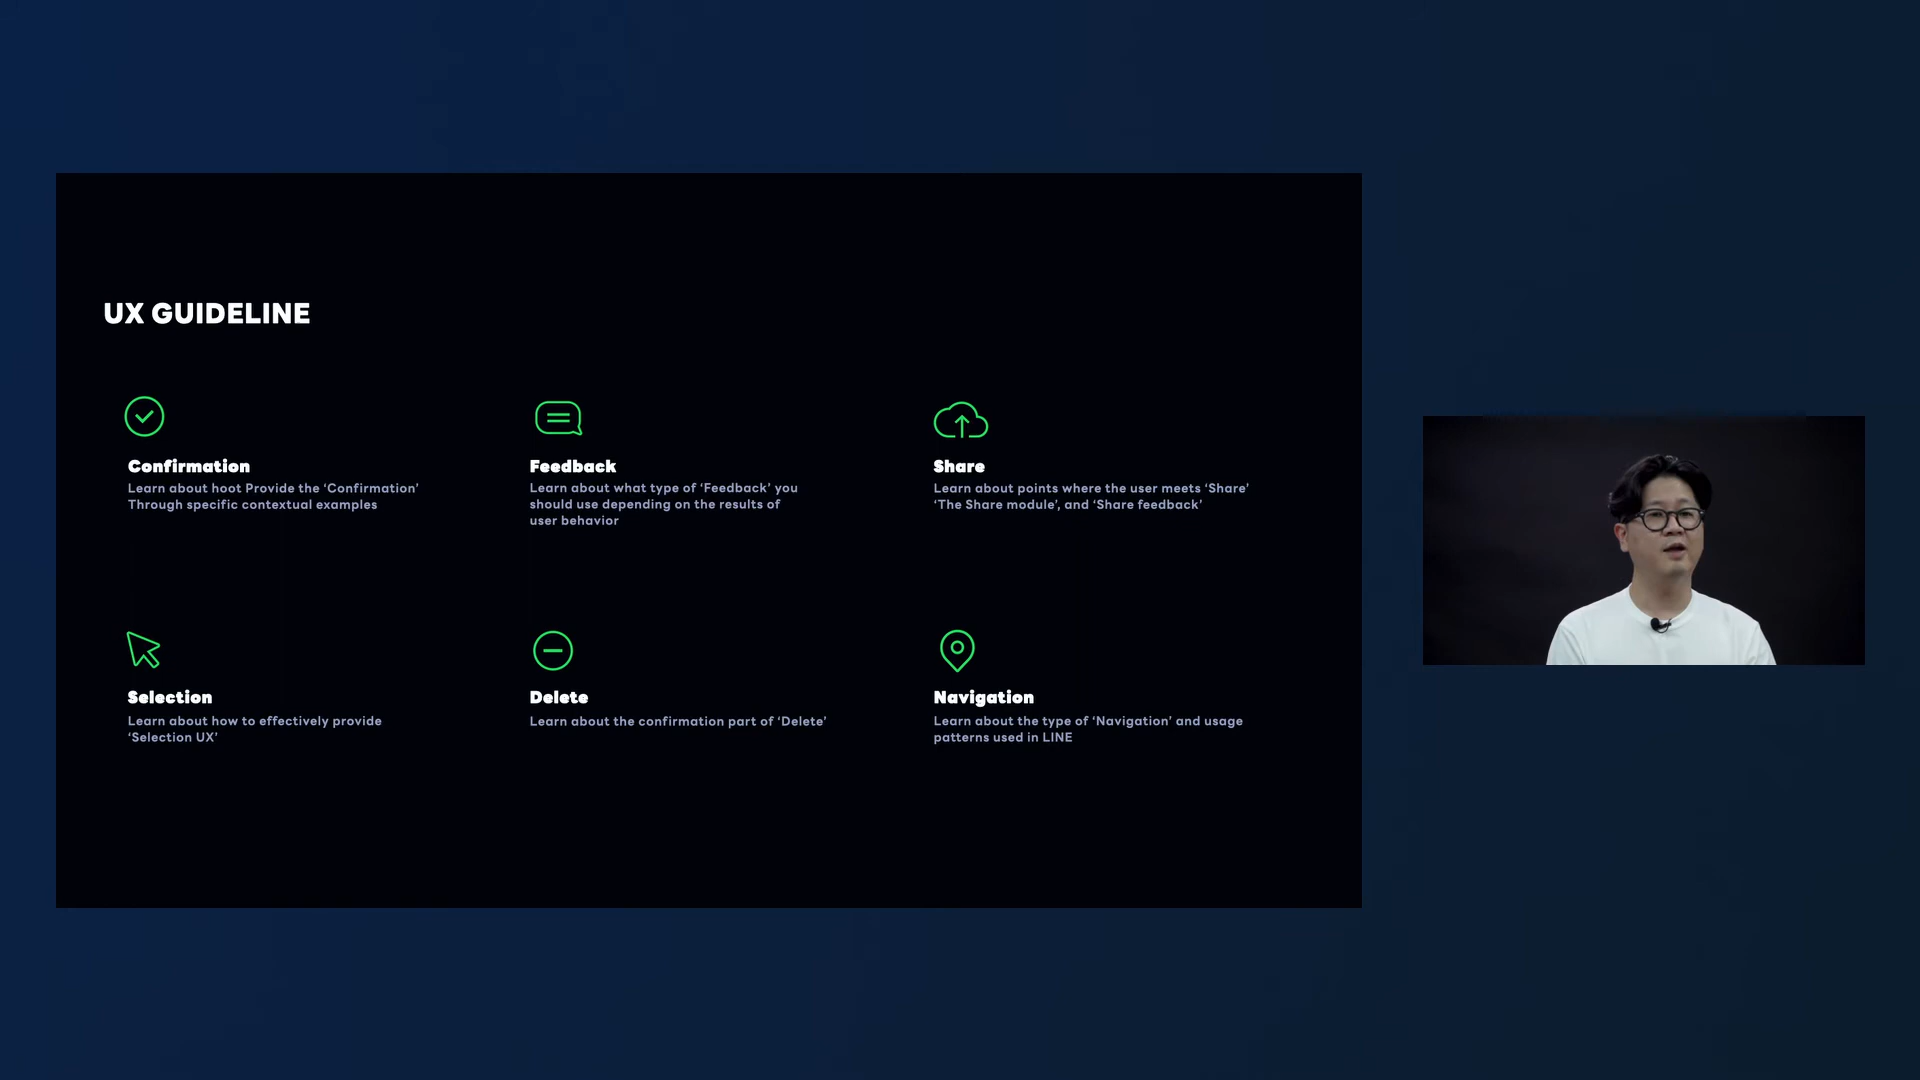 UX GUIDELINE
Confirmation
Learn about hoot Provide the ‘Confirmation’
Through specific contextual examples
Feedback
Learn about what type of ‘Feedback’ you
should use depending on the results of
user behavior
Share
Learn about points where the user meets ‘Share’
‘The Share module’, and ‘Share feedback’
Selection
Learn about how to effectively provide
‘Selection UX’
Delete
Learn about the confirmation part of ‘Delete’
Navigation
Learn about the type of ‘Navigation’ and usage
patterns used in LINE